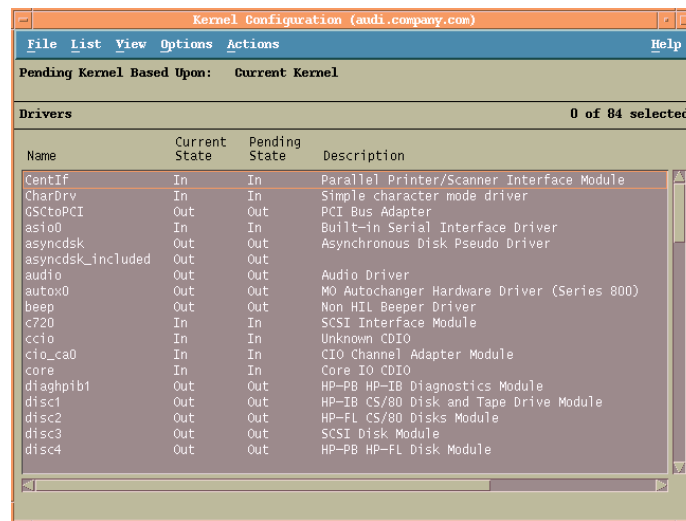 Kernel Configuration (audi.company.com)
File List View Options Actions Help
Pending Kernel Based Upon: Current Kernel
Drivers 0 of 84 selected
Current Pending
Name State State Description
CentIf In In Parallel Printer/Scanner Interface Module
CharDrv In In Simple character mode driver
GSCtoPCI Out Out PCI Bus Adapter
asio0 In In Built-in Serial Interface Driver
asyncdsk Out Out Asynchronous Disk Pseudo Driver
asyncdsk_included Out Out
audio Out Out Audio Driver
autox0 Out Out MO Autochanger Hardware Driver (Series 800)
beep Out Out Non HIL Beeper Driver
c720 In In SCSI Interface Module
ccio In In Unknown CDIO
cio_ca0 In In CIO Channel Adapter Module
core In In Core IO CDIO
diaghpib1 Out Out HP-PB HP-IB Diagnostics Module
disc1 Out Out HP-IB CS/80 Disk and Tape Drive Module
disc2 Out Out HP-FL CS/80 Disks Module
disc3 Out Out SCSI Disk Module
disc4 Out Out HP-PB HP-FL Disk Module